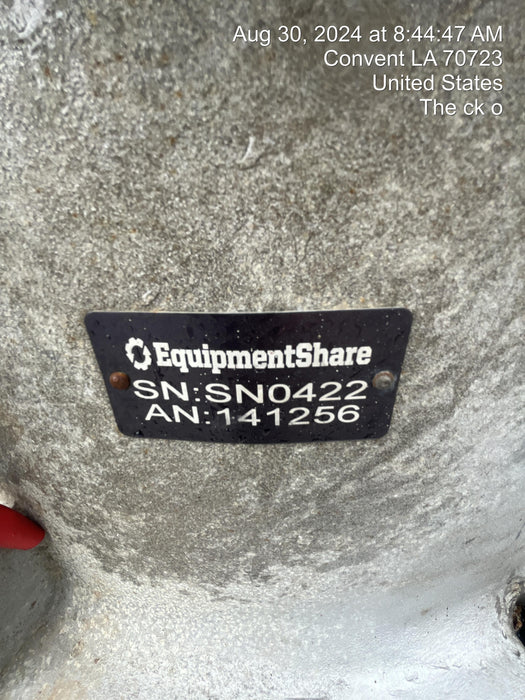 Aug 30, 2024 at 8:44:47 AM
Convent LA 70723
United States
The ck o
EquipmentShare
SN:SN0422
AN:141256